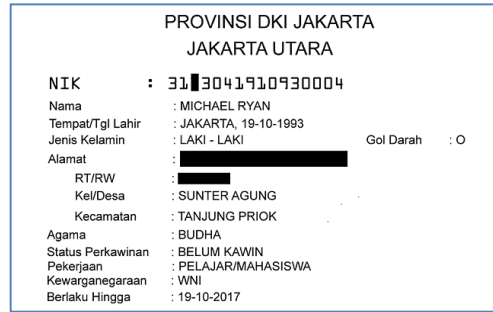 PROVINSI DKI JAKARTA
JAKARTA UTARA
NIK : 31 3041910930004
Nama : MICHAEL RYAN
Tempat/Tgl Lahir : JAKARTA, 19-10-1993
Jenis Kelamin : LAKI - LAKI Gol Darah : O
Alamat :
RT/RW :
Kel/Desa : SUNTER AGUNG
Kecamatan : TANJUNG PRIOK
Agama : BUDHA
Status Perkawinan : BELUM KAWIN
Pekerjaan : PELAJAR/MAHASISWA
Kewarganegaraan : WNI
Berlaku Hingga : 19-10-2017